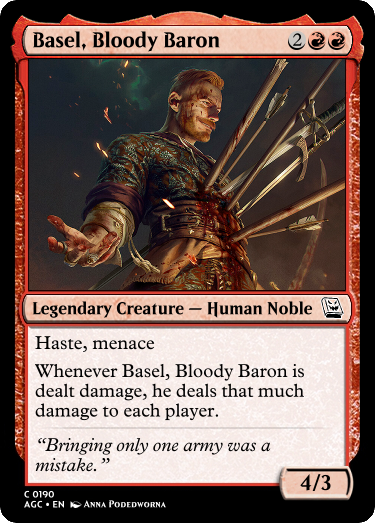 Basel, Bloody Baron 2
Legendary Creature — Human Noble
Haste, menace
Whenever Basel, Bloody Baron is
dealt damage, he deals that much
damage to each player.
“Bringing only one army was a
mistake.”
4/3
C 0190
AGC • EN Anna Podedworna